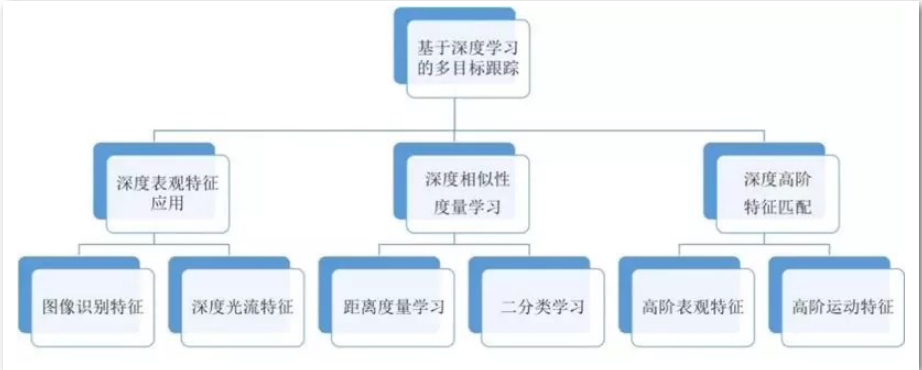 基于深度学习
的多目标跟踪
深度表观特征
应用
深度相似性
度量学习
深度高阶
特征匹配
图像识别特征
深度光流特征
距离度量学习
二分类学习
高阶表观特征
高阶运动特征